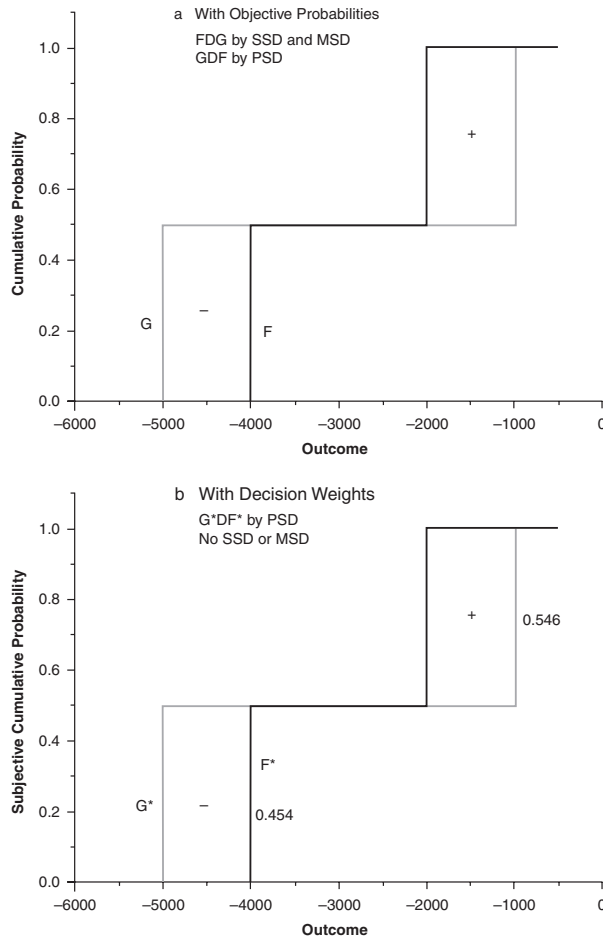 a With Objective Probabilities
FDG by SSD and MSD
GDF by PSD
Cumulative Probability
1.0
0.8
0.6
0.4
0.2
0.0
+
–
G
F
–6000 –5000 –4000 –3000 –2000 –1000 0
Outcome
b With Decision Weights
G*DF* by PSD
No SSD or MSD
Subjective Cumulative Probability
1.0
0.8
0.6
0.4
0.2
0.0
+
0.546
F*
G*
–
0.454
–6000 –5000 –4000 –3000 –2000 –1000 0
Outcome